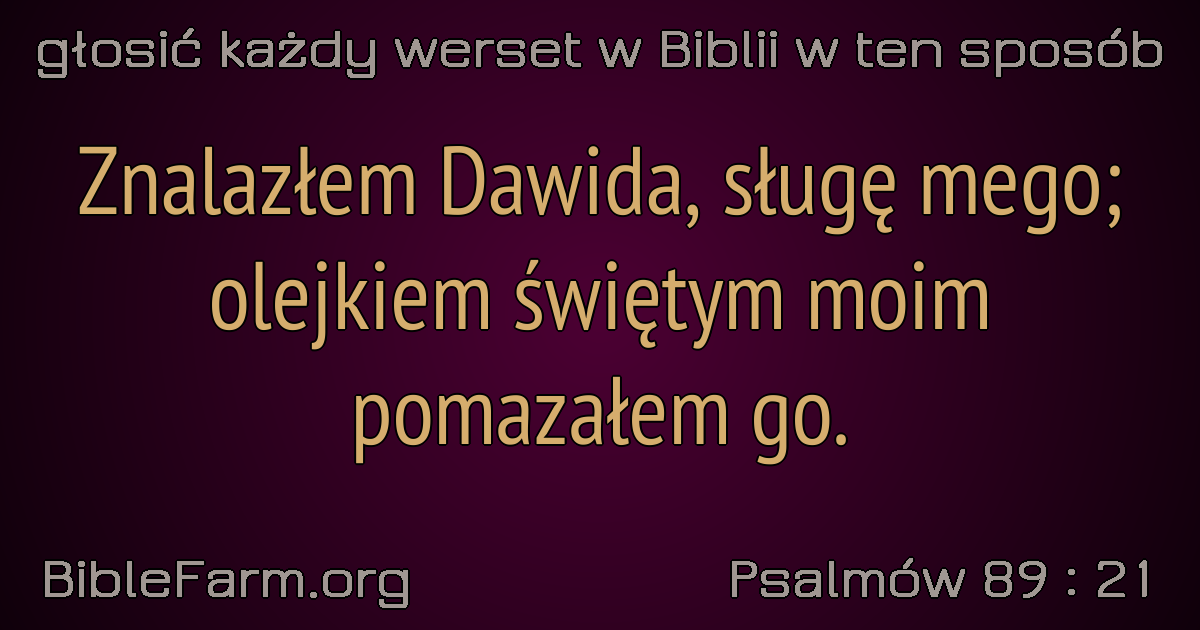 głosić każdy werset w Biblii w ten sposób
Znalazłem Dawida, sługę mego;
olejkiem świętym moim
pomazałem go.
BibleFarm.org
Psalmów 89 : 21